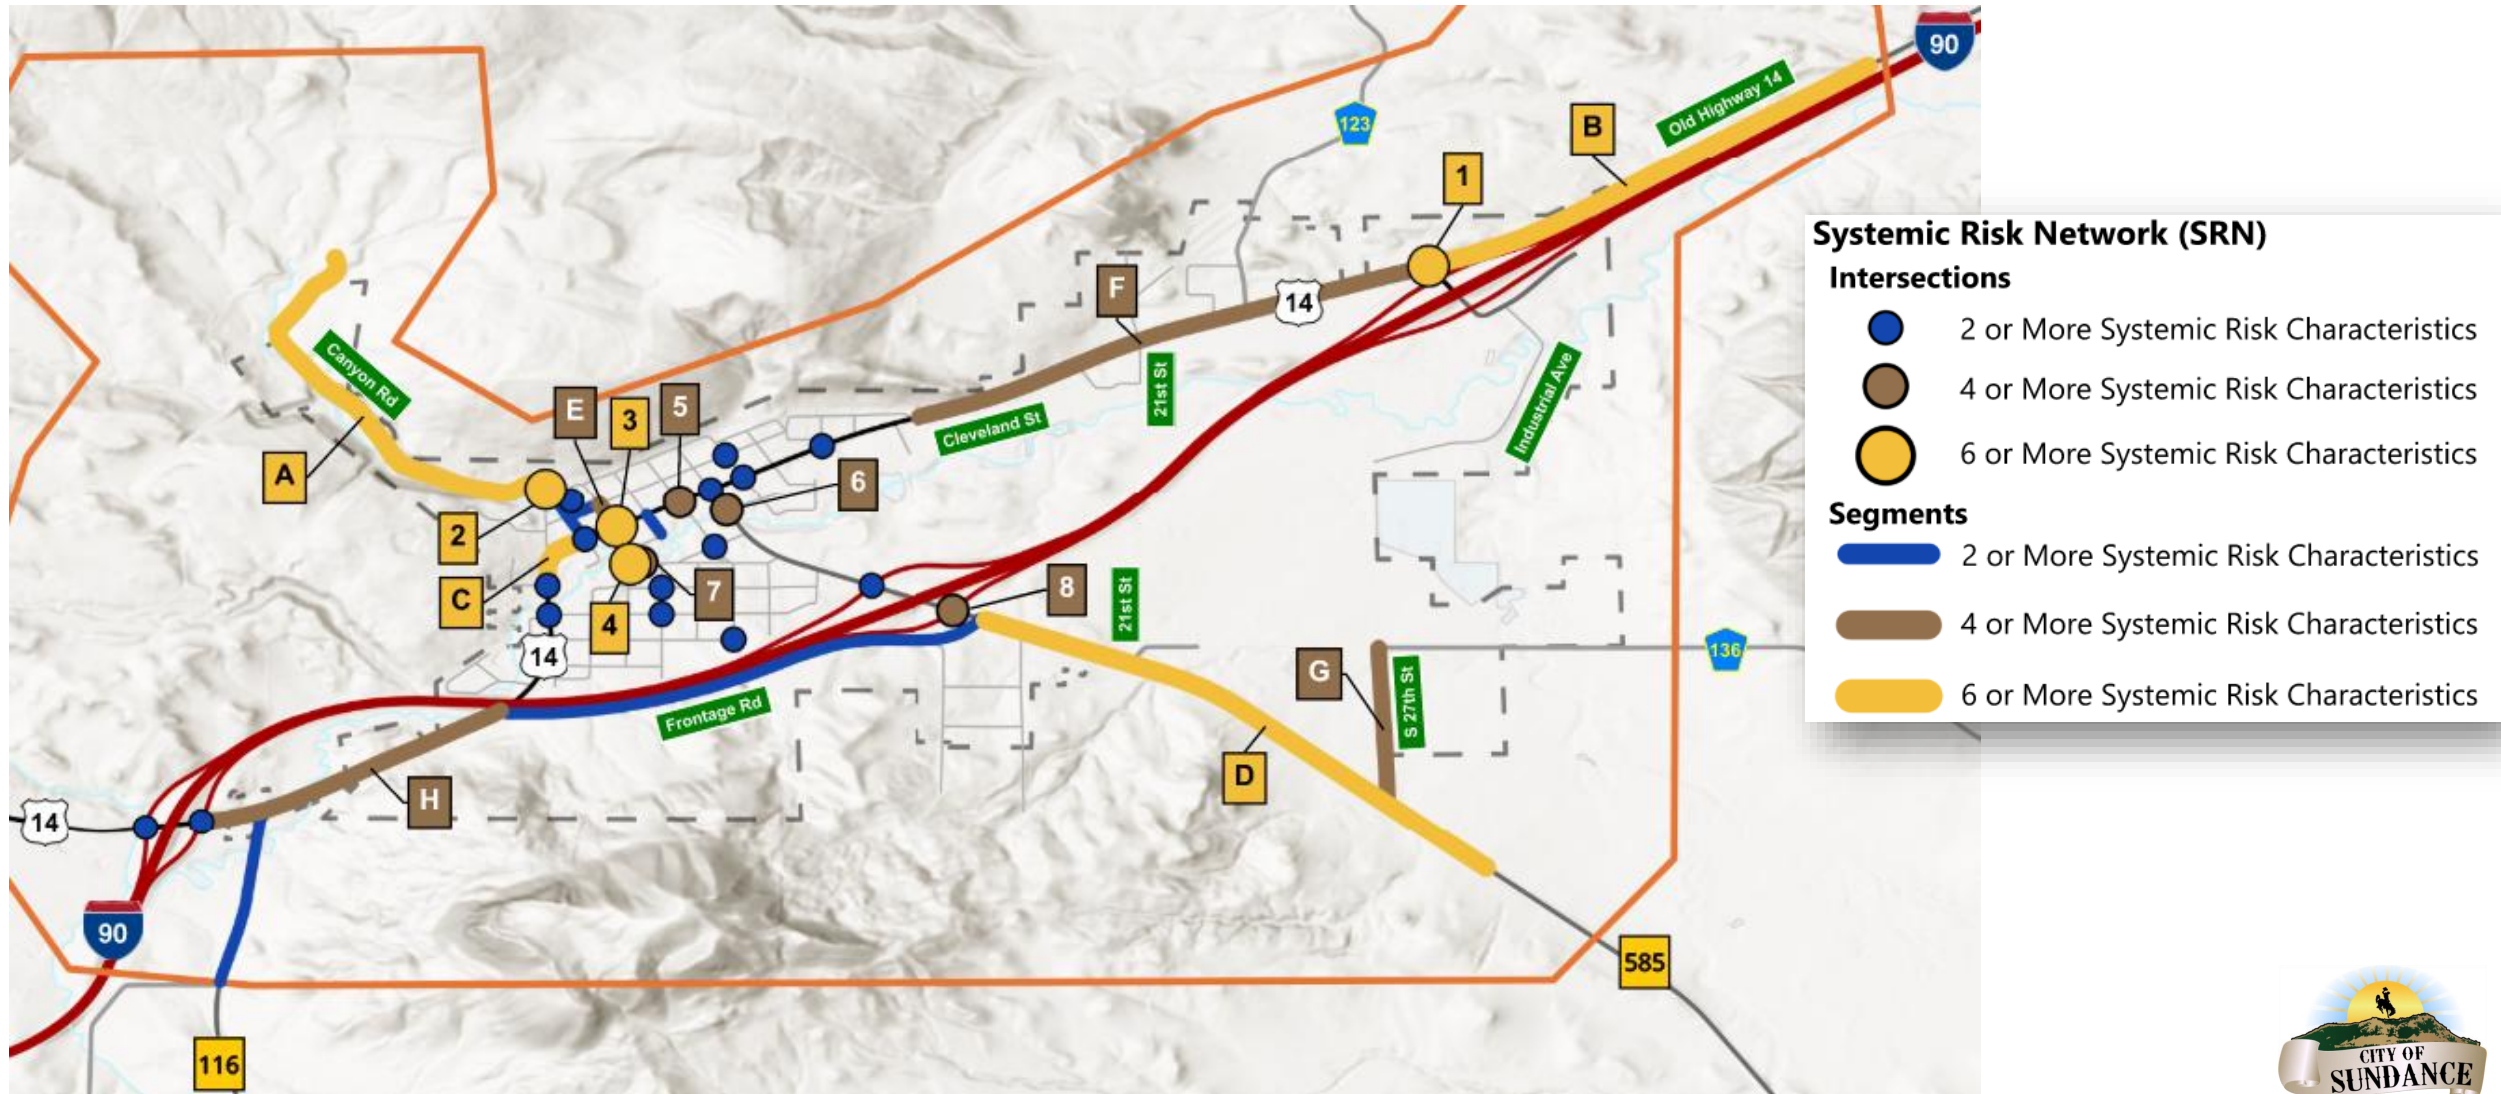 90
Old Highway 14
123
B
1
F
14
Canyon Rd
21st St
Industrial Ave
E
3
5
Cleveland St
A
6
2
C
7
4
8
21st St
14
136
G
S 27th St
Frontage Rd
D
H
14
90
585
116
Systemic Risk Network (SRN)
Intersections
2 or More Systemic Risk Characteristics
4 or More Systemic Risk Characteristics
6 or More Systemic Risk Characteristics
Segments
2 or More Systemic Risk Characteristics
4 or More Systemic Risk Characteristics
6 or More Systemic Risk Characteristics
CITY OF
SUNDANCE